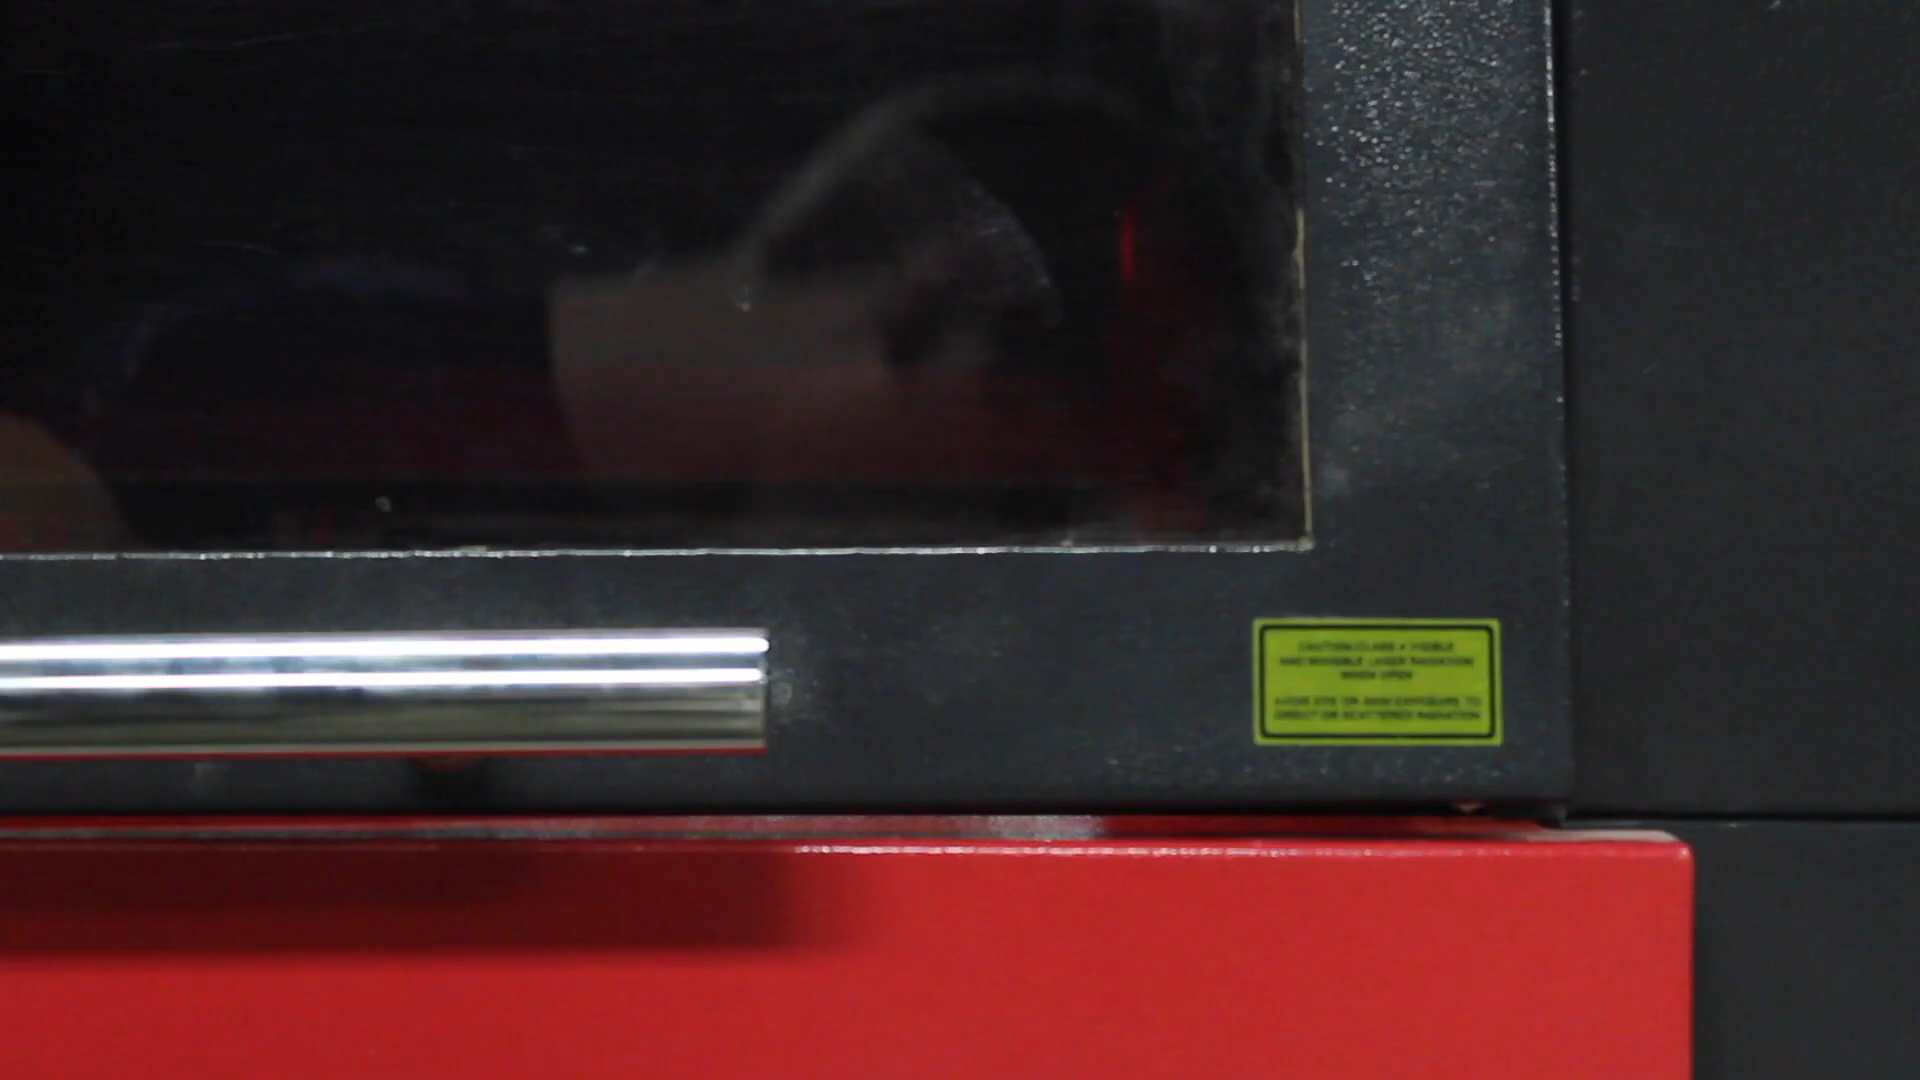 CAUTION-CLASS 4 VISIBLE
AND INVISIBLE LASER RADIATION
WHEN OPEN
AVOID EYE OR SKIN EXPOSURE TO
DIRECT OR SCATTERED RADIATION